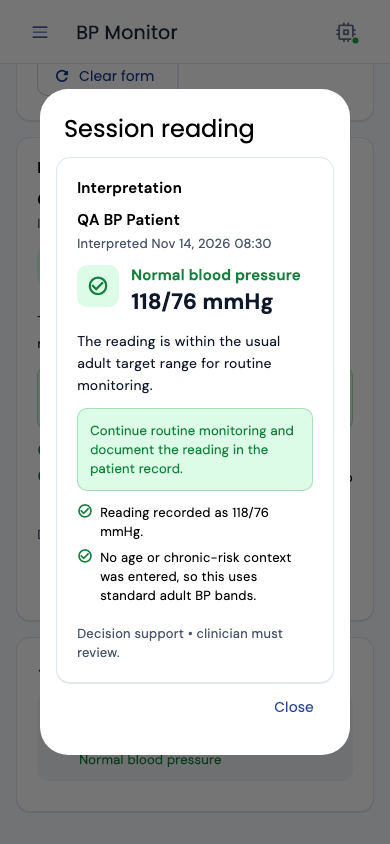 BP Monitor
Clear form
Session reading
Interpretation
QA BP Patient
Interpreted Nov 14, 2026 08:30
Normal blood pressure
118/76 mmHg
The reading is within the usual
adult target range for routine
monitoring.
Continue routine monitoring and
document the reading in the
patient record.
Reading recorded as 118/76
mmHg.
No age or chronic-risk context
was entered, so this uses
standard adult BP bands.
Decision support • clinician must
review.
Close
Normal blood pressure